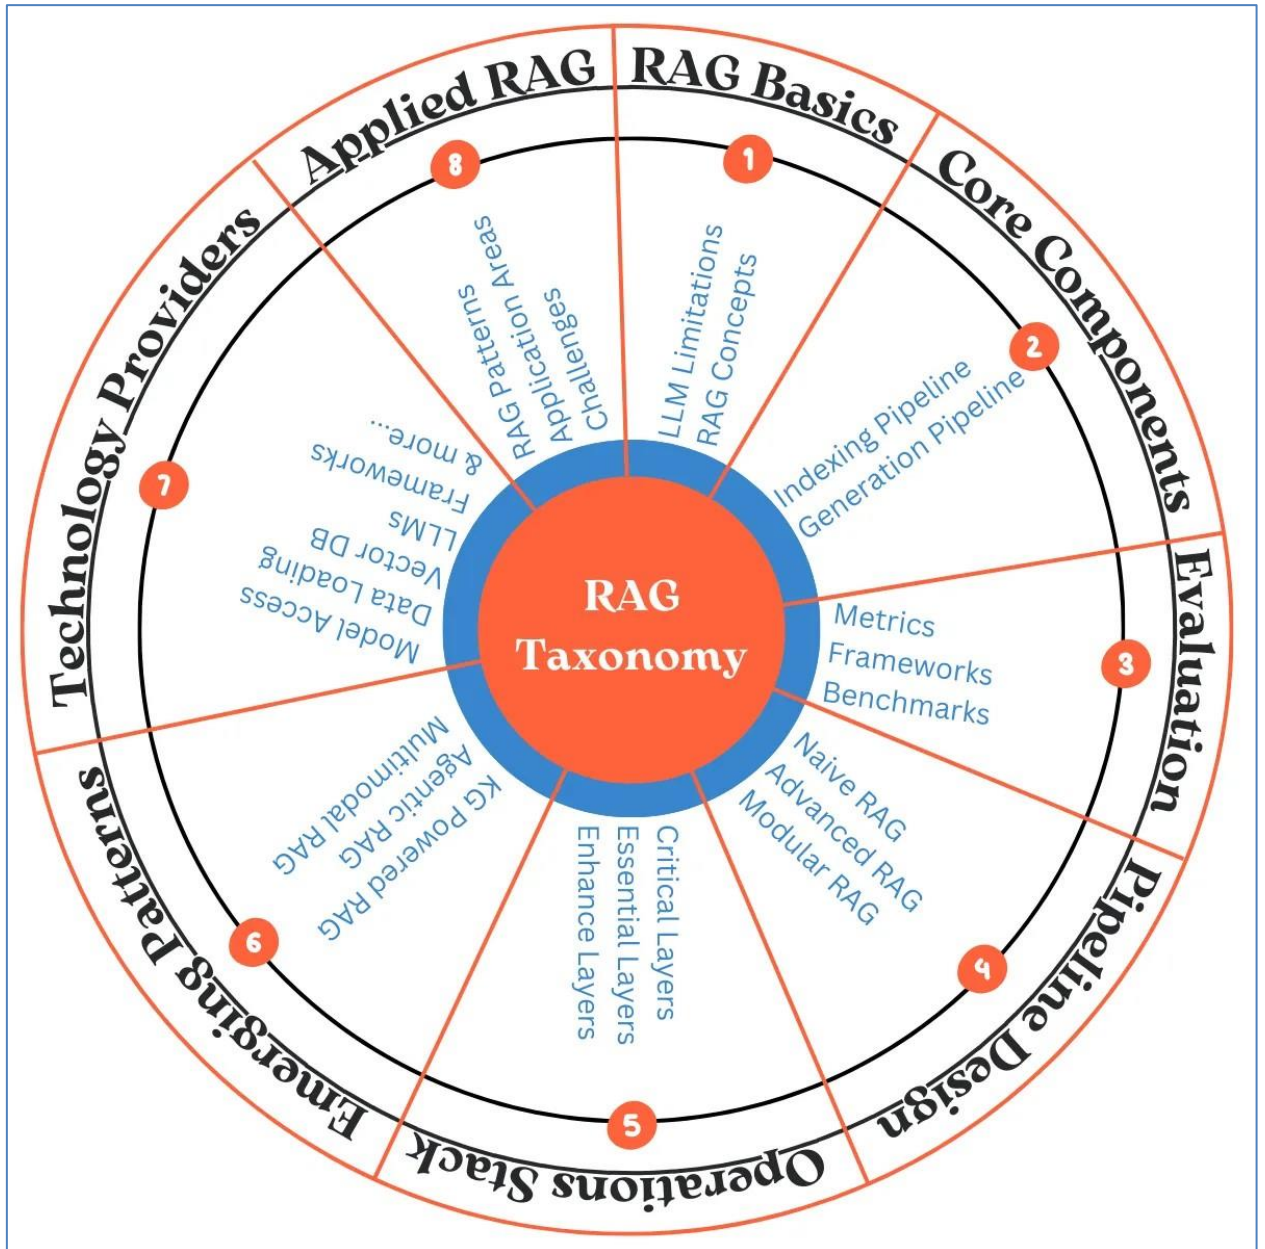 RAG
Taxonomy
RAG Basics
1
LLM Limitations
RAG Concepts
Core Components
2
Indexing Pipeline
Generation Pipeline
Evaluation
3
Metrics
Frameworks
Benchmarks
Pipeline Design
4
Naive RAG
Advanced RAG
Modular RAG
Operations Stack
5
Critical Layers
Essential Layers
Enhance Layers
Emerging Patterns
6
KG Powered RAG
Agentic RAG
Multimodal RAG
Technology Providers
7
Model Access
Data Loading
Vector DB
LLMs
Frameworks
& more...
Applied RAG
8
RAG Patterns
Application Areas
Challenges